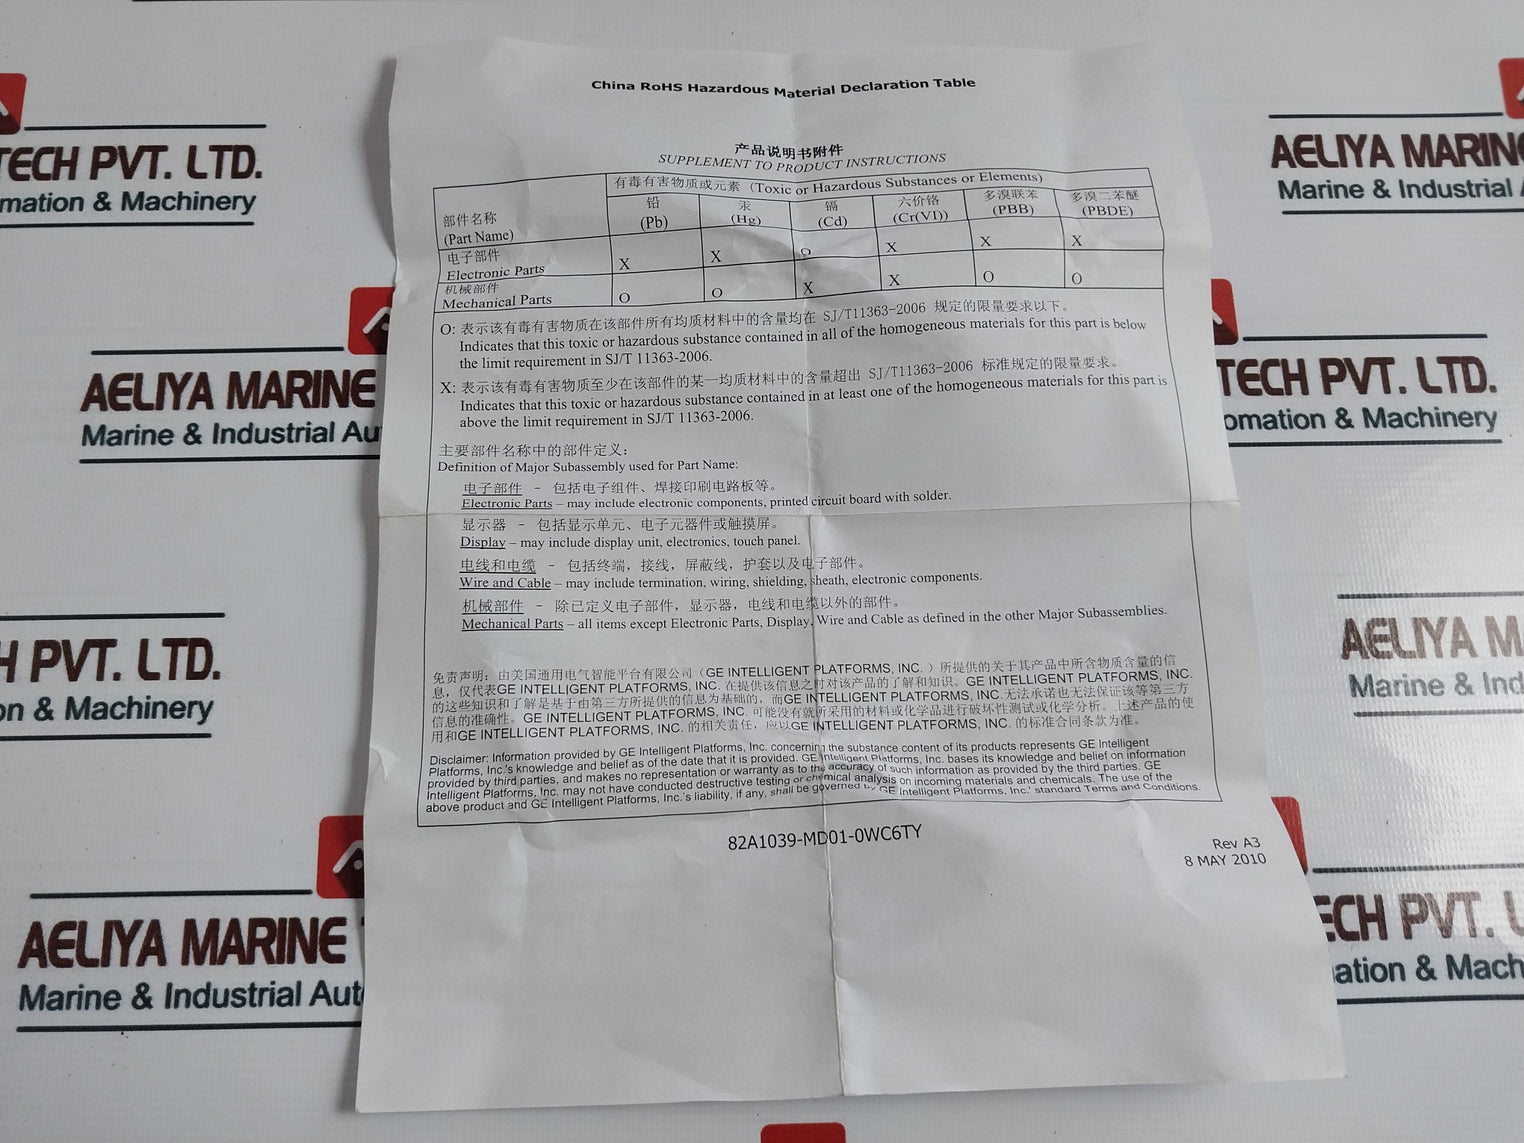 China RoHS Hazardous Material Declaration Table
产品说明书附件
SUPPLEMENT TO PRODUCT INSTRUCTIONS
部件名称
(Part Name)
有毒有害物质或元素 (Toxic or Hazardous Substances or Elements)
铅 汞 镉 六价铬 多溴联苯 多溴二苯醚
(Pb) (Hg) (Cd) (Cr(VI)) (PBB) (PBDE)
电子部件
Electronic Parts X X O X X X
机械部件
Mechanical Parts O O X X O O
O: 表示该有毒有害物质在该部件所有均质材料中的含量均在 SJ/T11363-2006 规定的限量要求以下。
Indicates that this toxic or hazardous substance contained in all of the homogeneous materials for this part is below
the limit requirement in SJ/T 11363-2006.
X: 表示该有毒有害物质至少在该部件的某一均质材料中的含量超出 SJ/T11363-2006 标准规定的限量要求。
Indicates that this toxic or hazardous substance contained in at least one of the homogeneous materials for this part is
above the limit requirement in SJ/T 11363-2006.
主要部件名称中的部件定义:
Definition of Major Subassembly used for Part Name:
电子部件 - 包括电子组件、焊接印刷电路板等。
Electronic Parts – may include electronic components, printed circuit board with solder.
显示器 - 包括显示单元、电子元器件或触摸屏。
Display – may include display unit, electronics, touch panel.
电线和电缆 - 包括终端，接线，屏蔽线，护套以及电子部件。
Wire and Cable – may include termination, wiring, shielding, sheath, electronic components.
机械部件 - 除已定义电子部件，显示器，电线和电缆以外的部件。
Mechanical Parts – all items except Electronic Parts, Display, Wire and Cable as defined in the other Major Subassemblies.
免责声明: 由美国通用电气智能平台有限公司（GE INTELLIGENT PLATFORMS, INC. ）所提供的关于其产品中所含物质含量的信
息，仅代表GE INTELLIGENT PLATFORMS, INC. 在提供该信息之时对该产品的了解和知识。GE INTELLIGENT PLATFORMS, INC.
的这些知识和了解是基于由第三方所提供的信息为基础的，而GE INTELLIGENT PLATFORMS, INC.无法承诺也无法保证该等第三方
信息的准确性。GE INTELLIGENT PLATFORMS, INC. 可能没有就所采用的材料或化学品进行破坏性测试或化学分析。上述产品的使
用和GE INTELLIGENT PLATFORMS, INC. 的相关责任，应以GE INTELLIGENT PLATFORMS, INC. 的标准合同条款为准。
Disclaimer: Information provided by GE Intelligent Platforms, Inc. concerning the substance content of its products represents GE Intelligent
Platforms, Inc.'s knowledge and belief as of the date that it is provided. GE Intelligent Platforms, Inc. bases its knowledge and belief on information
provided by third parties, and makes no representation or warranty as to the accuracy of such information as provided by the third parties. GE
Intelligent Platforms, Inc. may not have conducted destructive testing or chemical analysis on incoming materials and chemicals. The use of the
above product and GE Intelligent Platforms, Inc.'s liability, if any, shall be governed by GE Intelligent Platforms, Inc.' standard Terms and Conditions.
82A1039-MD01-0WC6TY
Rev A3
8 MAY 2010
TECH PVT. LTD.
mation & Machinery
AELIYA MARINE
Marine & Industrial
AELIYA MARINE
Marine & Industrial Au
TECH PVT. LTD.
omation & Machinery
H PVT. LTD.
on & Machinery
AELIYA M
Marine & Ind
AELIYA MARINE
Marine & Industrial Aut
ECH PVT. L
ation & Mach